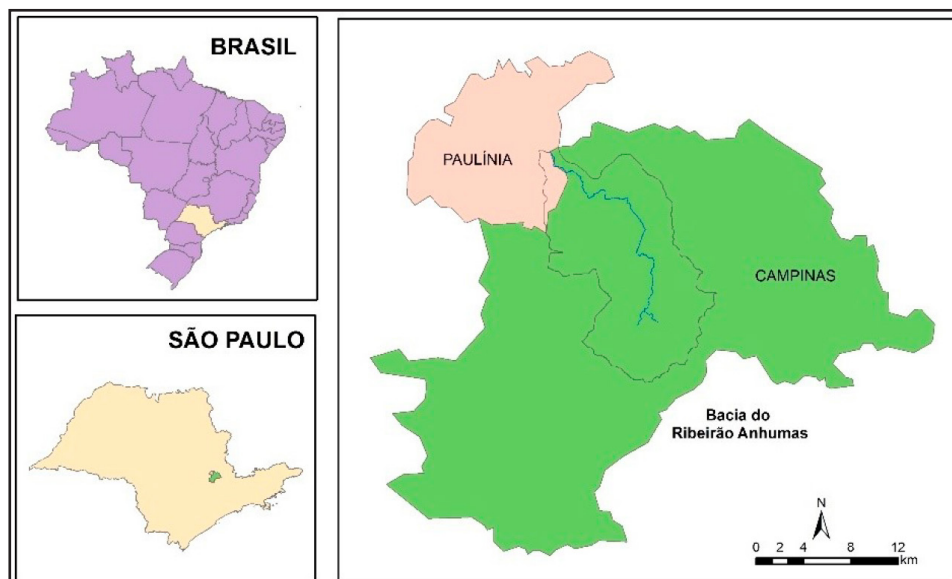 BRASIL
SÃO PAULO
PAULÍNIA
CAMPINAS
Bacia do
Ribeirão Anhumas
N
0 2 4 8 12
km